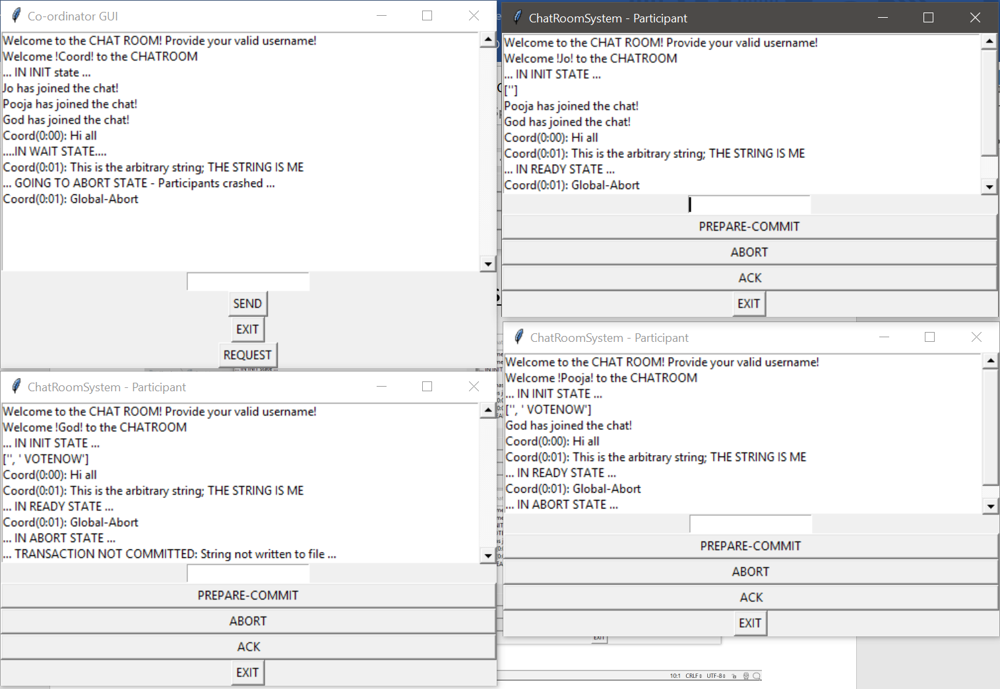 Co-ordinator GUI
Welcome to the CHAT ROOM! Provide your valid username!
Welcome !Coord! to the CHATROOM
... IN INIT state ...
Jo has joined the chat!
Pooja has joined the chat!
God has joined the chat!
Coord(0:00): Hi all
....IN WAIT STATE....
Coord(0:01): This is the arbitrary string; THE STRING IS ME
... GOING TO ABORT STATE - Participants crashed ...
Coord(0:01): Global-Abort
SEND
EXIT
REQUEST
ChatRoomSystem - Participant
Welcome to the CHAT ROOM! Provide your valid username!
Welcome !Jo! to the CHATROOM
... IN INIT STATE ...
['']
Pooja has joined the chat!
God has joined the chat!
Coord(0:00): Hi all
Coord(0:01): This is the arbitrary string; THE STRING IS ME
... IN READY STATE ...
Coord(0:01): Global-Abort
PREPARE-COMMIT
ABORT
ACK
EXIT
ChatRoomSystem - Participant
Welcome to the CHAT ROOM! Provide your valid username!
Welcome !God! to the CHATROOM
... IN INIT STATE ...
['', ' VOTENOW']
Coord(0:00): Hi all
Coord(0:01): This is the arbitrary string; THE STRING IS ME
... IN READY STATE ...
Coord(0:01): Global-Abort
... IN ABORT STATE ...
... TRANSACTION NOT COMMITTED: String not written to file ...
PREPARE-COMMIT
ABORT
ACK
EXIT
ChatRoomSystem - Participant
Welcome to the CHAT ROOM! Provide your valid username!
Welcome !Pooja! to the CHATROOM
... IN INIT STATE ...
['', ' VOTENOW']
God has joined the chat!
Coord(0:00): Hi all
Coord(0:01): This is the arbitrary string; THE STRING IS ME
... IN READY STATE ...
Coord(0:01): Global-Abort
... IN ABORT STATE ...
PREPARE-COMMIT
ABORT
ACK
EXIT
EXIT
10:1 CRLF UTF-8